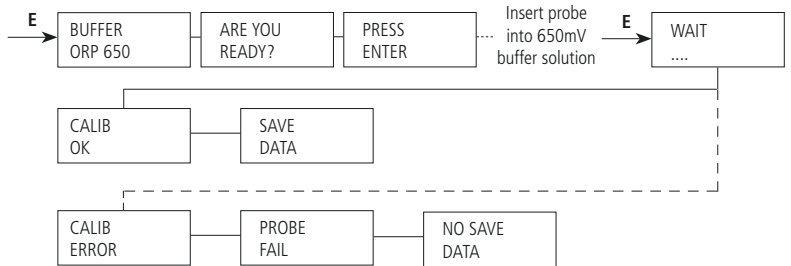 E
BUFFER
ORP 650
ARE YOU
READY?
PRESS
ENTER
Insert probe
into 650mV
buffer solution
E
WAIT
....
CALIB
OK
SAVE
DATA
CALIB
ERROR
PROBE
FAIL
NO SAVE
DATA